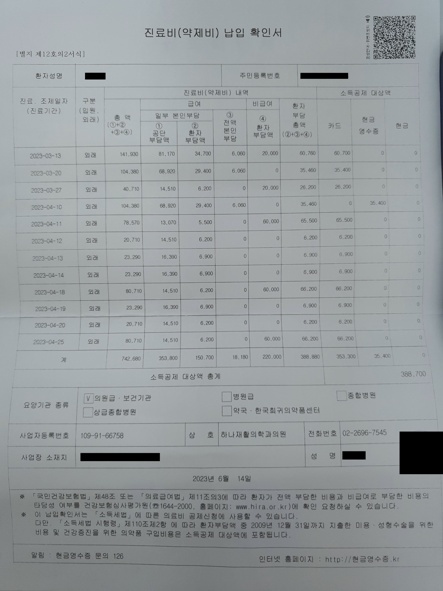 진료비(약제비) 납입 확인서
[별지 제12호의2서식]
환자성명 주민등록번호
진료비(약제비) 내역 소득공제 대상액
진료. 조제일자 (진료기간) 구분 (입원 외래) 총 액 (①+②+③+④) 급여 비급여 환자 부담 총액 (②+③+④) 카드 현금 영수증 현금
일부 본인부담 ③ 전액 본인 부담 ④ 환자 부담액
① 공단 부담액 ② 환자 부담액
2023-03-13 외래 141,930 81,170 34,700 6,060 20,000 60,760 60,760 0 0
외래 104,380 68,920 29,400 6,060 0 35,460 35,460 0 0
2023-03-27 외래 40,710 14,510 6,200 0 20,000 26,200 26,200 0 0
2023-04-10 외래 104,380 68,920 29,400 6,060 0 35,460 0 35,460 0
2023-04-11 외래 78,570 13,070 5,500 0 60,000 65,500 65,500 0 0
2023-04-12 외래 20,710 14,510 6,200 0 0 6,200 6,200 0 0
외래 23,290 16,390 6,900 0 0 6,900 6,900 0 0
2023-04-14 외래 23,290 16,390 6,900 0 0 6,900 6,900 0 0
외래 80,710 14,510 6,200 0 60,000 66,200 66,200 0 0
2023-04-19 외래 23,290 16,390 6,900 0 0 6,900 6,900 0 0
2023-04-20 외래 20,710 14,510 6,200 0 0 6,200 6,200 0 0
2023-04-25 외래 80,710 14,510 6,200 0 60,000 66,200 66,200 0 0
계 742,680 353,800 150,700 18,180 220,000 388,880 35,460 0
소득공제 대상액 총계
요양기관 종류 [V]의원급·보건기관 병원급 종합병원
상급종합병원 약국·한국희귀의약품센터
사업자등록번호 109-91-66758 상 호 하나재활의학과의원 전화번호 02-2696-7545
사업장 소재지 성 명
2023년 6월 14일
※ 「국민건강보험법」제48조 또는 「의료급여법」제11조의3에 따라 환자가 전액 부담한 비용과 비급여로 부담한 비용의
타당성 여부를 건강보험심사평가원(☎1644-2000, 홈페이지: www.hira.or.kr)에 확인 요청하실 수 있습니다.
※ 이 납입확인서는 「소득세법」에 따른 의료비 공제신청에 사용할 수 있습니다.
다만 「소득세법 시행령」제110조제2항에 따라 환자부담액 중 2009년 12월 31일까지 지출한 미용·성형수술을 위한
비용 및 건강증진을 위한 의약품 구입비용은 소득공제 대상액에 포함됩니다.
알림 : 현금영수증 문의 126 인터넷 홈페이지 : http://현금영수증.kr